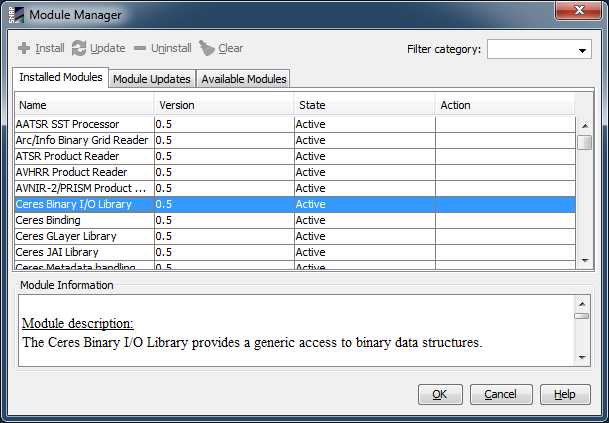 SNAP Module Manager
Install Update Uninstall Clear Filter category:
Installed Modules Module Updates Available Modules
Name Version State Action
AATSR SST Processor 0.5 Active
Arc/Info Binary Grid Reader 0.5 Active
ATSR Product Reader 0.5 Active
AVHRR Product Reader 0.5 Active
AVNIR-2/PRISM Product ... 0.5 Active
Ceres Binary I/O Library 0.5 Active
Ceres Binding 0.5 Active
Ceres GLayer Library 0.5 Active
Ceres JAI Library 0.5 Active
Ceres Metadata handling 0.5 Active
Module Information
Module description:
The Ceres Binary I/O Library provides a generic access to binary data structures.
OK Cancel Help